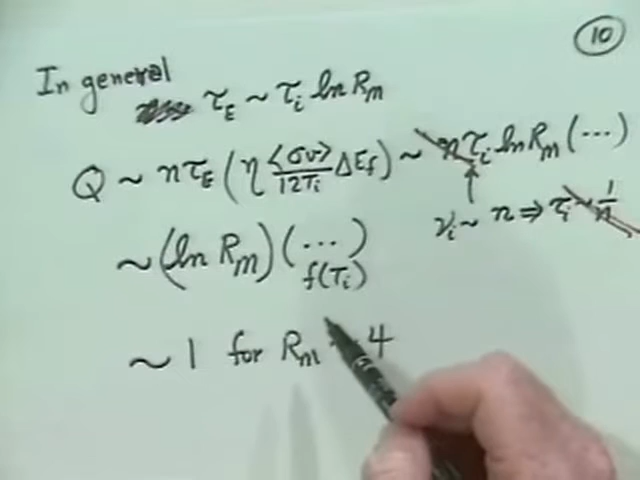 10
In general
τ_E ~ τ_i ln R_m
Q ~ nτ_E (η <σv>/12T_i ΔE_f) ~ nτ_i ln R_m (...)
ν_i ~ n ⇒ τ_i ~ 1/n
~ (ln R_m) (...)
f(T_i)
~ 1 for R_m 4